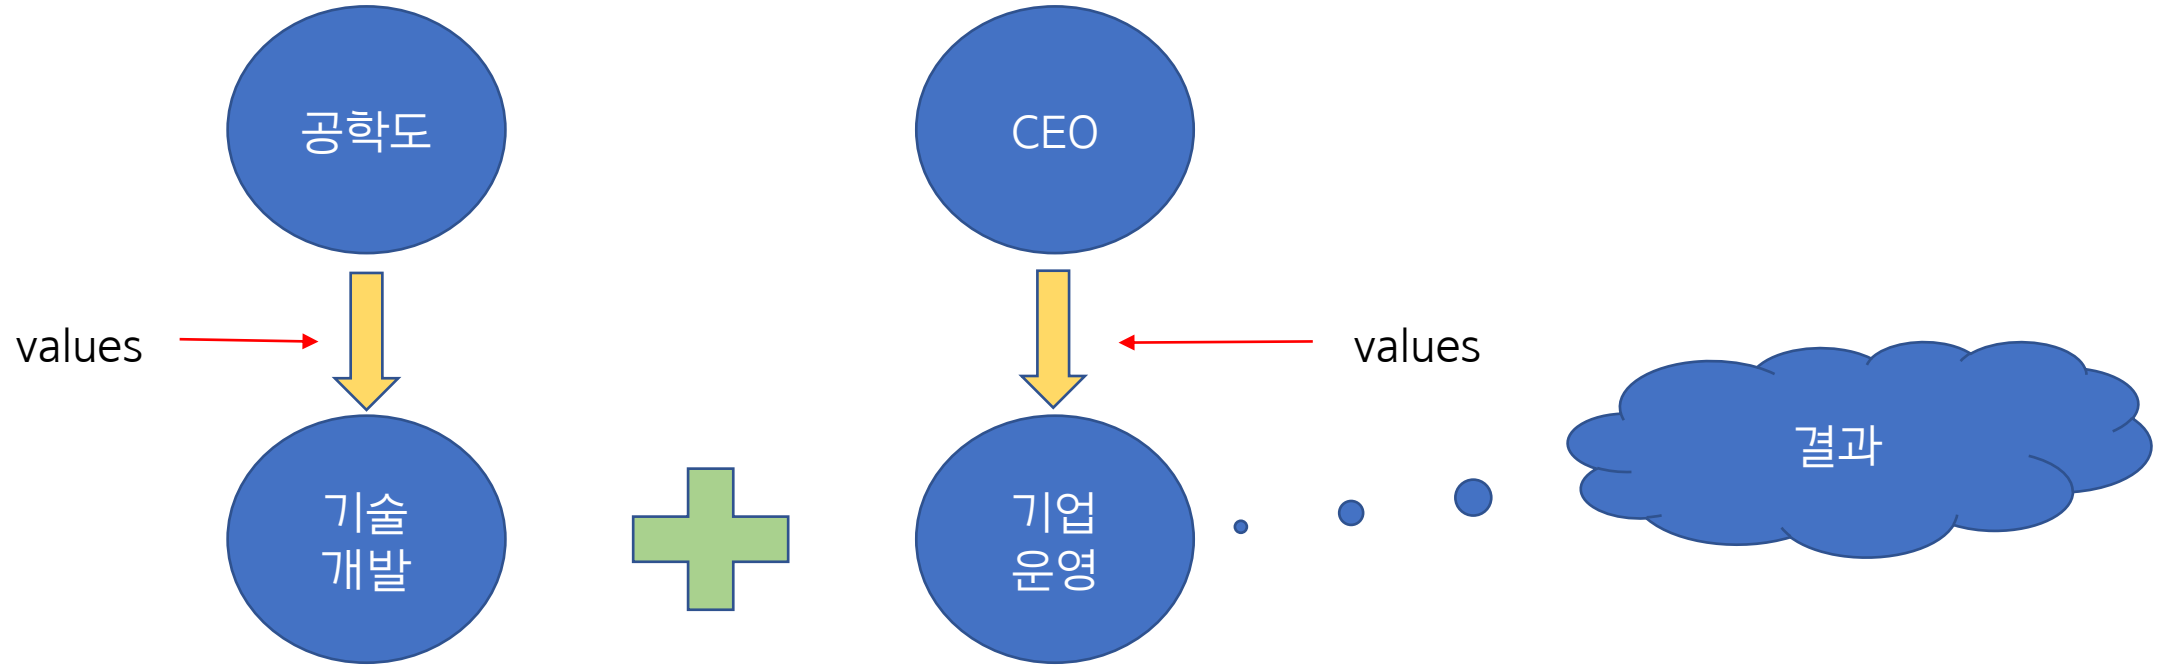 공학도
CEO
values
values
기술
개발
기업
운영
결과